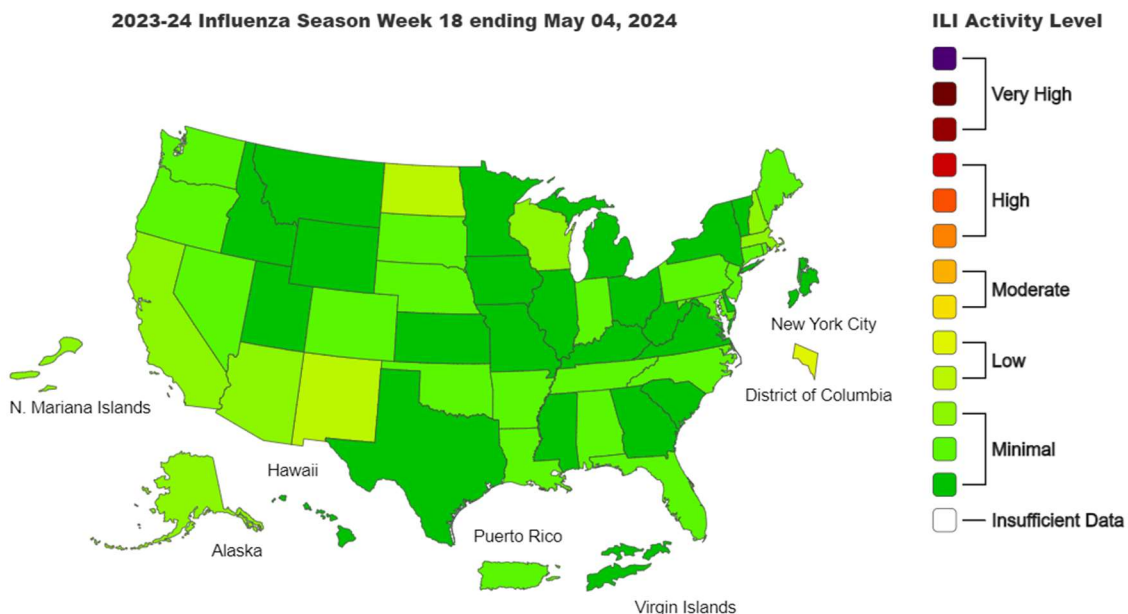 2023-24 Influenza Season Week 18 ending May 04, 2024
ILI Activity Level
Very High
High
Moderate
Low
Minimal
Insufficient Data
New York City
District of Columbia
N. Mariana Islands
Hawaii
Alaska
Puerto Rico
Virgin Islands